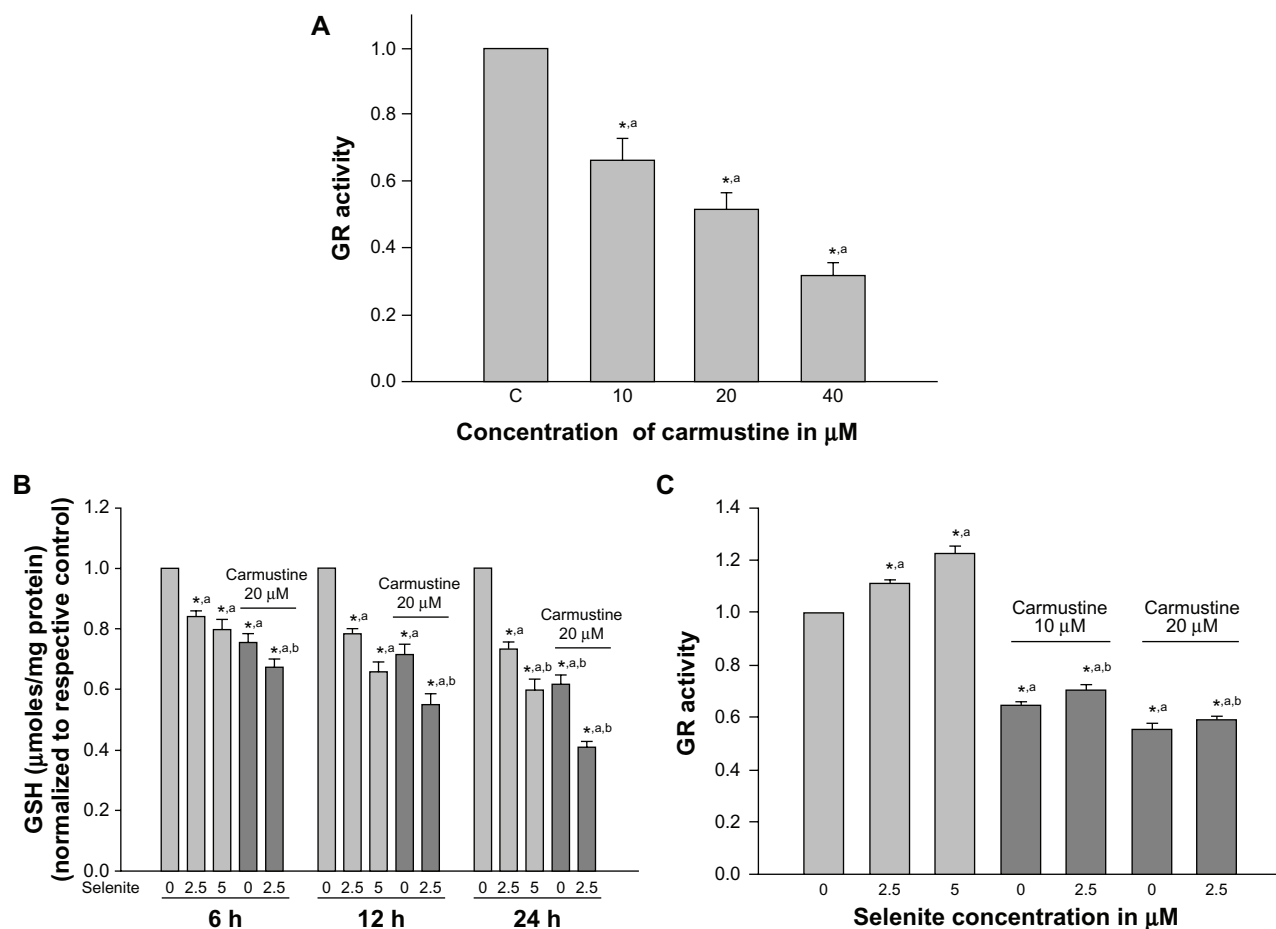 A
1.0
0.8
0.6
0.4
0.2
0.0
GR activity
*,a
*,a
*,a
C 10 20 40
Concentration of carmustine in μM
B
1.2
1.0
0.8
0.6
0.4
0.2
0.0
GSH (μmoles/mg protein)
(normalized to respective control)
Carmustine
20 μM
*,a *,a *,a *,a,b
Carmustine
20 μM
*,a *,a *,a *,a,b
Carmustine
20 μM
*,a *,a,b *,a,b *,a,b
Selenite 0 2.5 5 0 2.5 0 2.5 5 0 2.5 0 2.5 5 0 2.5
6 h 12 h 24 h
C
1.4
1.2
1.0
0.8
0.6
0.4
0.2
0.0
GR activity
*,a
*,a
Carmustine
10 μM
*,a *,a,b
Carmustine
20 μM
*,a *,a,b
0 2.5 5 0 2.5 0 2.5
Selenite concentration in μM